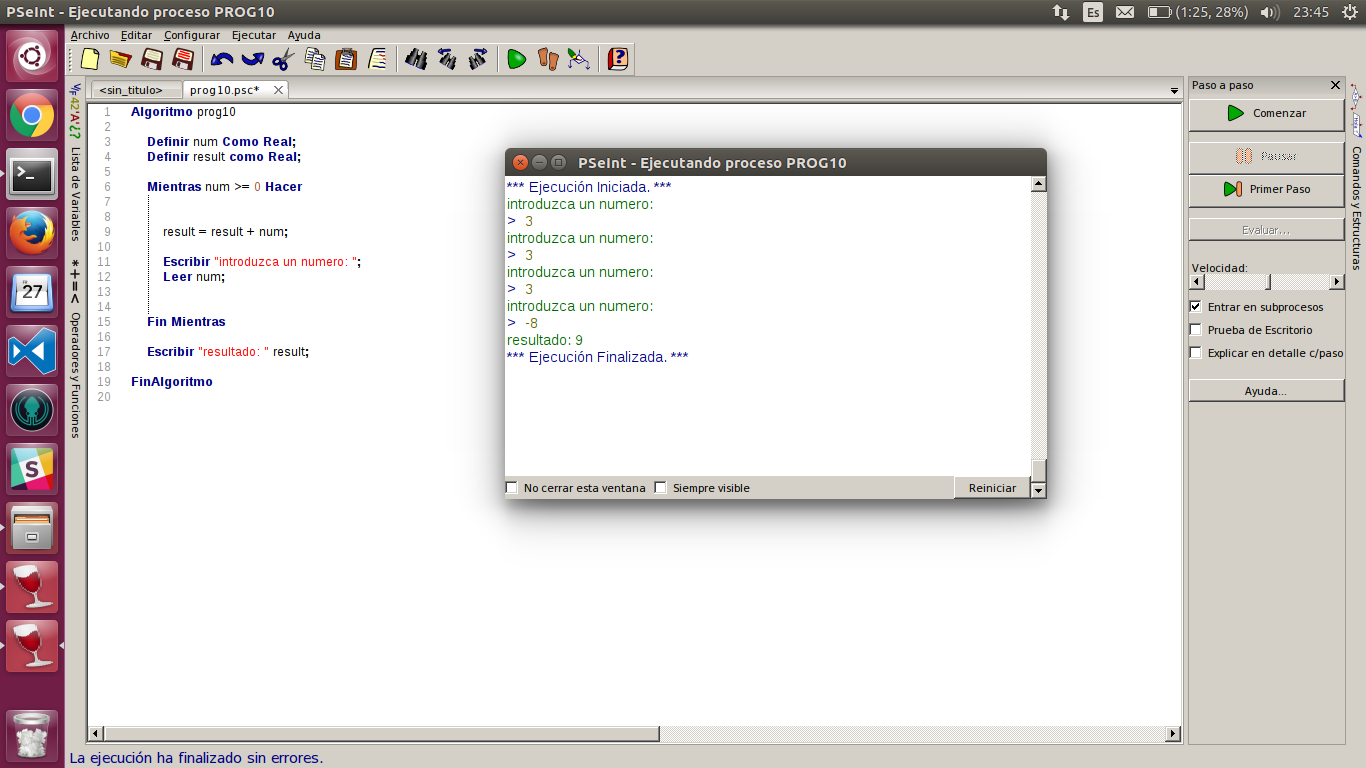 PSeInt - Ejecutando proceso PROG10
Es
(1:25, 28%)
23:45
Archivo Editar Configurar Ejecutar Ayuda
<sin_titulo>
prog10.psc*
1 Algoritmo prog10
2
3 Definir num Como Real;
4 Definir result como Real;
5
6 Mientras num >= 0 Hacer
7
8
9 result = result + num;
10
11 Escribir "introduzca un numero: ";
12 Leer num;
13
14
15 Fin Mientras
16
17 Escribir "resultado: " result;
18
19 FinAlgoritmo
20
Lista de Variables
*+=<
Operadores y Funciones
PSeInt - Ejecutando proceso PROG10
*** Ejecución Iniciada. ***
introduzca un numero:
> 3
introduzca un numero:
> 3
introduzca un numero:
> 3
introduzca un numero:
> -8
resultado: 9
*** Ejecución Finalizada. ***
No cerrar esta ventana
Siempre visible
Reiniciar
Paso a paso
Comenzar
Pausar
Primer Paso
Evaluar...
Velocidad:
Entrar en subprocesos
Prueba de Escritorio
Explicar en detalle c/paso
Ayuda...
Comandos y Estructuras
27
S
La ejecución ha finalizado sin errores.